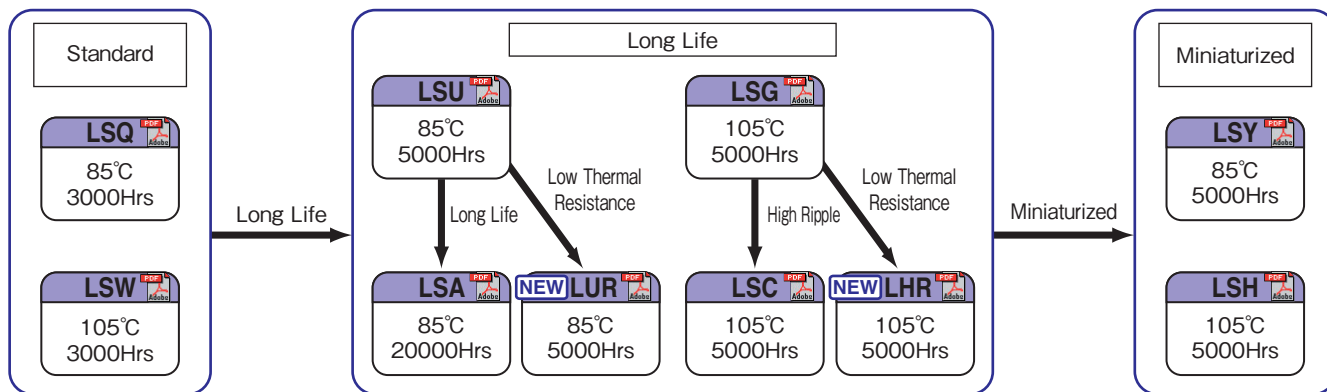 Standard
LSQ
PDF
Adobe
85℃
3000Hrs
LSW
PDF
Adobe
105℃
3000Hrs
Long Life
Long Life
LSU
PDF
Adobe
85℃
5000Hrs
LSG
PDF
Adobe
105℃
5000Hrs
Long Life
Low Thermal
Resistance
High Ripple
Low Thermal
Resistance
LSA
PDF
Adobe
85℃
20000Hrs
NEW
LUR
PDF
Adobe
85℃
5000Hrs
LSC
PDF
Adobe
105℃
5000Hrs
NEW
LHR
PDF
Adobe
105℃
5000Hrs
Miniaturized
Miniaturized
LSY
PDF
Adobe
85℃
5000Hrs
LSH
PDF
Adobe
105℃
5000Hrs